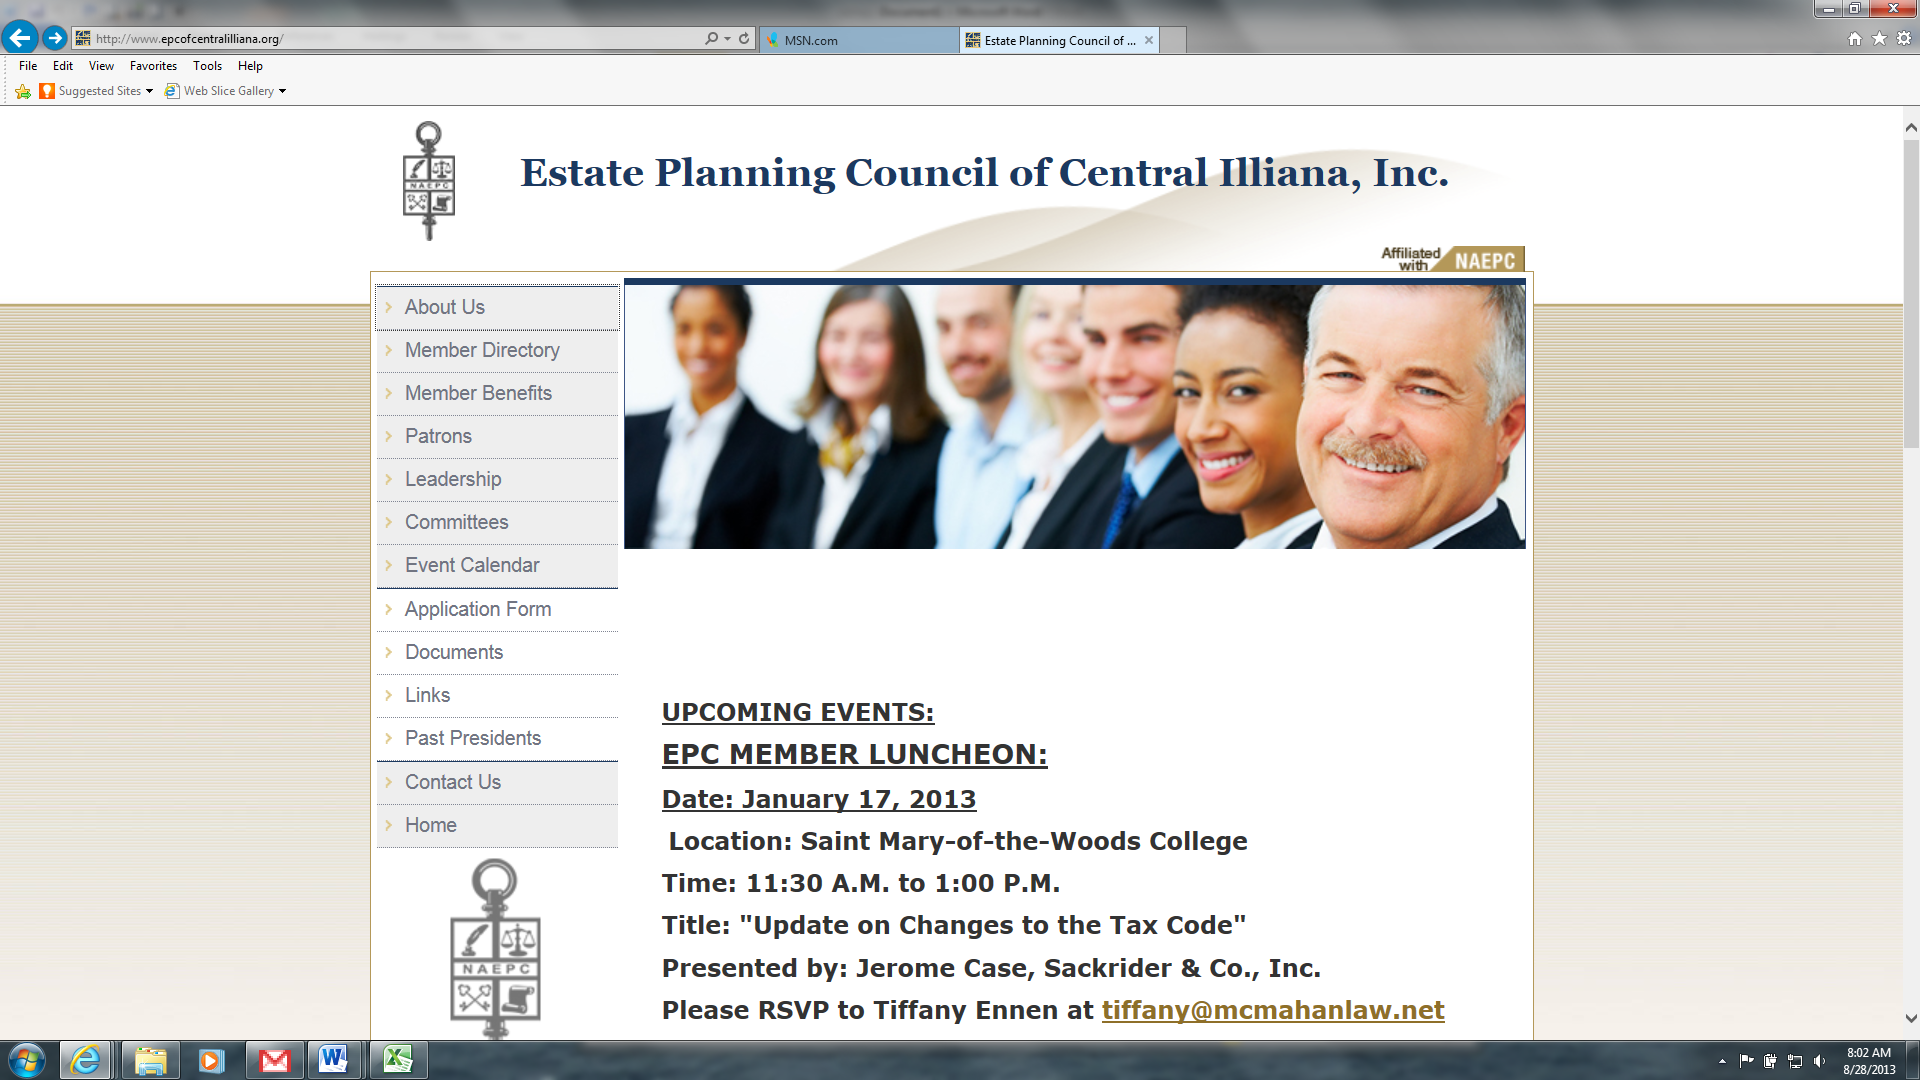 http://www.epcofcentralilliana.org/
MSN.com
Estate Planning Council of ...
File Edit View Favorites Tools Help
Suggested Sites Web Slice Gallery
NAEPC
Estate Planning Council of Central Illiana, Inc.
Affiliated
with NAEPC
About Us
Member Directory
Member Benefits
Patrons
Leadership
Committees
Event Calendar
Application Form
Documents
Links
Past Presidents
Contact Us
Home
NAEPC
UPCOMING EVENTS:
EPC MEMBER LUNCHEON:
Date: January 17, 2013
Location: Saint Mary-of-the-Woods College
Time: 11:30 A.M. to 1:00 P.M.
Title: "Update on Changes to the Tax Code"
Presented by: Jerome Case, Sackrider & Co., Inc.
Please RSVP to Tiffany Ennen at tiffany@mcmahanlaw.net
8:02 AM
8/28/2013